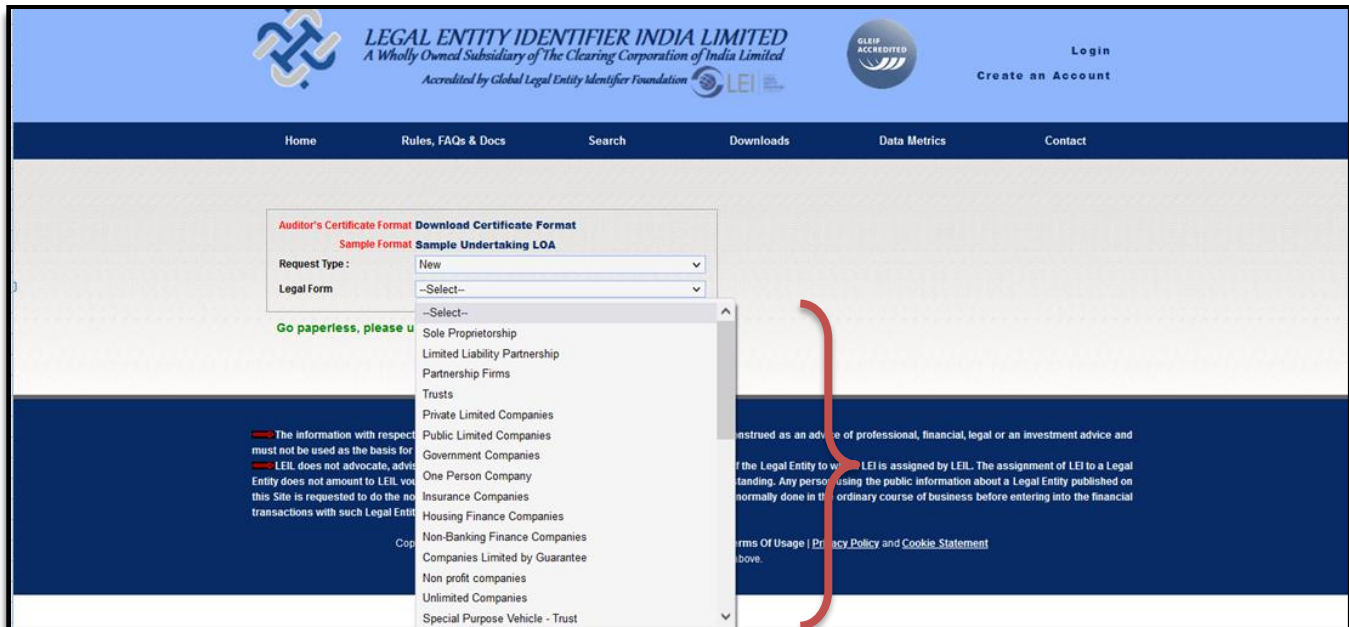 LEGAL ENTITY IDENTIFIER INDIA LIMITED
A Wholly Owned Subsidiary of The Clearing Corporation of India Limited
Accredited by Global Legal Entity Identifier Foundation LEI
GLEIF
ACCREDITED
Login
Create an Account
Home Rules, FAQs & Docs Search Downloads Data Metrics Contact
Auditor's Certificate Format Download Certificate Format
Sample Format Sample Undertaking LOA
Request Type : New
Legal Form --Select--
Go paperless, please u
--Select--
Sole Proprietorship
Limited Liability Partnership
Partnership Firms
Trusts
Private Limited Companies
Public Limited Companies
Government Companies
One Person Company
Insurance Companies
Housing Finance Companies
Non-Banking Finance Companies
Companies Limited by Guarantee
Non profit companies
Unlimited Companies
Special Purpose Vehicle - Trust
The information with respect onstrued as an advice of professional, financial, legal or an investment advice and
must not be used as the basis for
LEIL does not advocate, advis f the Legal Entity to LEI is assigned by LEIL. The assignment of LEI to a Legal
Entity does not amount to LEIL vou standing. Any person using the public information about a Legal Entity published on
this Site is requested to do the no normally done in the ordinary course of business before entering into the financial
transactions with such Legal Entit
Cop erms Of Usage | Privacy Policy and Cookie Statement
above.